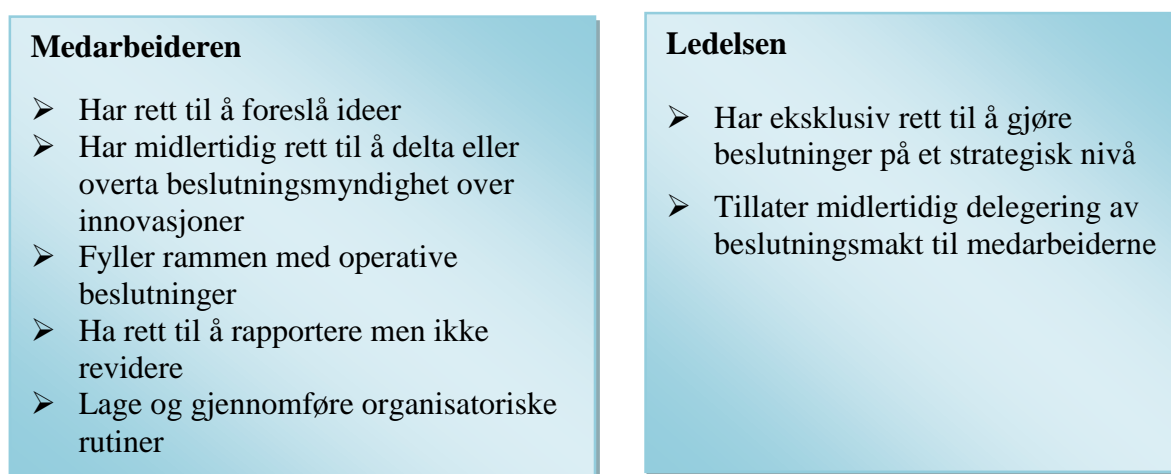 Medarbeideren
➢ Har rett til å foreslå ideer
➢ Har midlertidig rett til å delta eller
overta beslutningsmyndighet over
innovasjoner
➢ Fyller rammen med operative
beslutninger
➢ Ha rett til å rapportere men ikke
revidere
➢ Lage og gjennomføre organisatoriske
rutiner
Ledelsen
➢ Har eksklusiv rett til å gjøre
beslutninger på et strategisk nivå
➢ Tillater midlertidig delegering av
beslutningsmakt til medarbeiderne